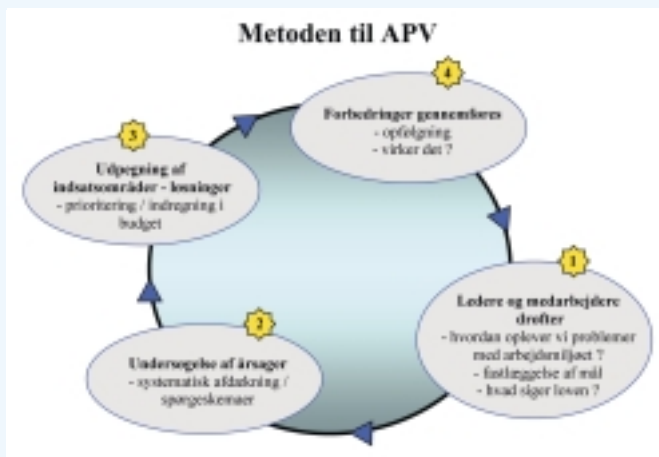 Metoden til APV
4
Forbedringer gennemføres
- opfølgning
- virker det ?
3
Udpegning af
indsatsområder - løsninger
- prioritering / indregning i
budget
1
Ledere og medarbejdere
drøfter
- hvordan oplever vi problemer
med arbejdsmiljøet ?
- fastlæggelse af mål
- hvad siger loven ?
2
Undersøgelse af årsager
- systematisk afdækning /
spørgeskemaer